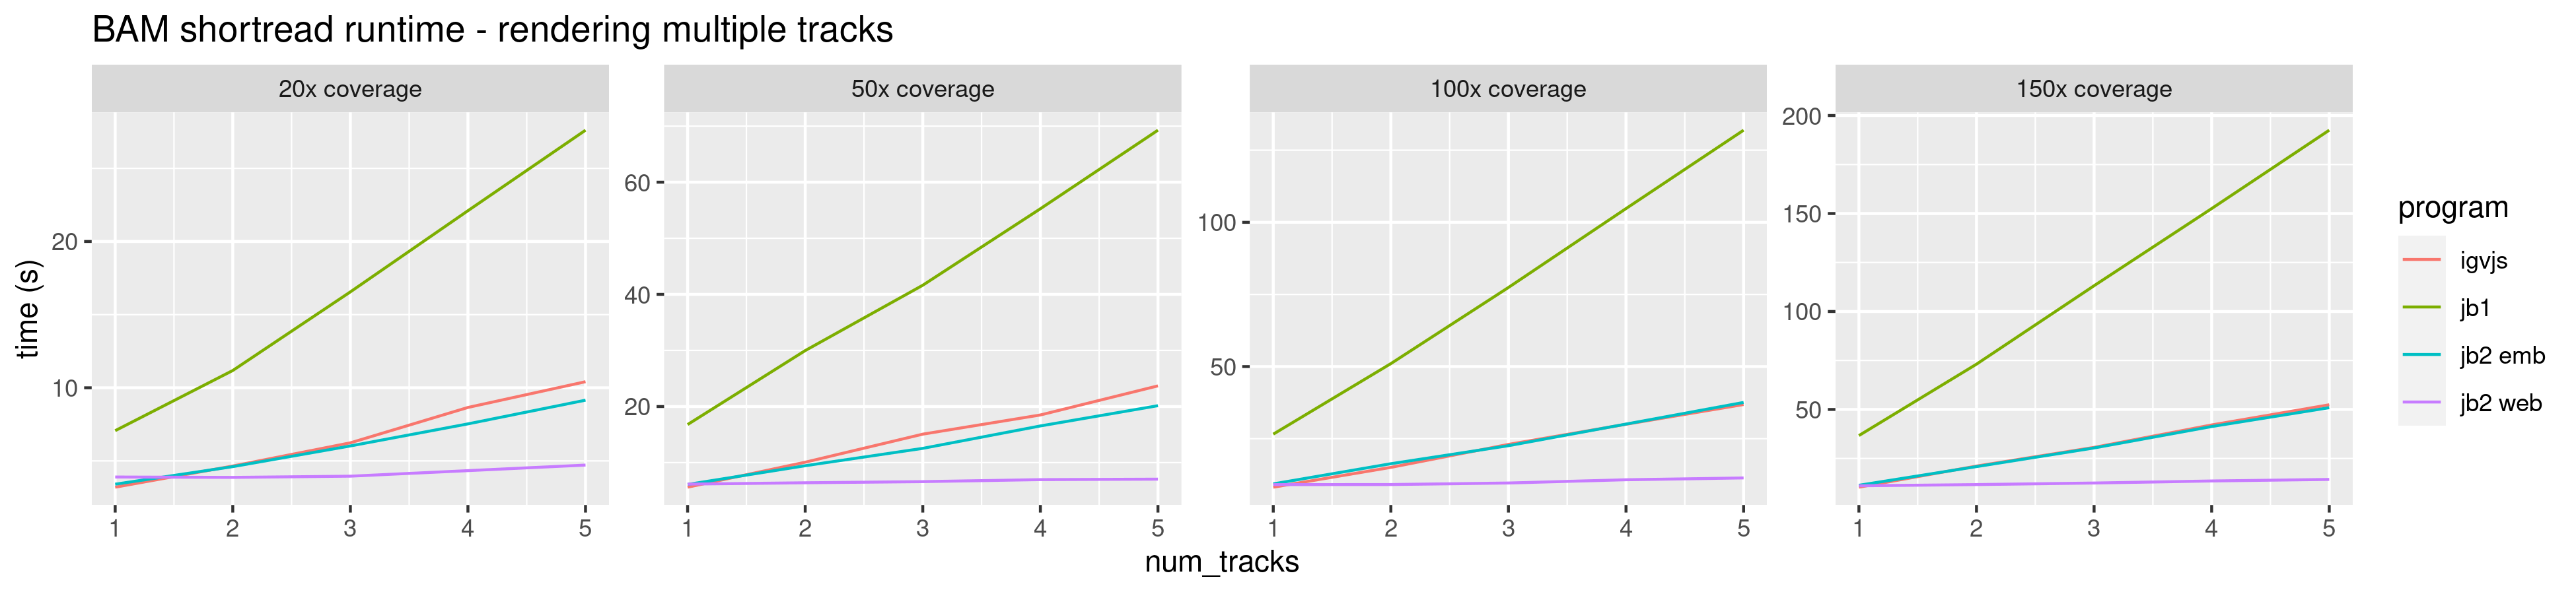 BAM shortread runtime - rendering multiple tracks
20x coverage
50x coverage
100x coverage
150x coverage
time (s)
20
10
60
40
20
100
50
200
150
100
50
1 2 3 4 5
1 2 3 4 5
1 2 3 4 5
1 2 3 4 5
num_tracks
program
igvjs
jb1
jb2 emb
jb2 web